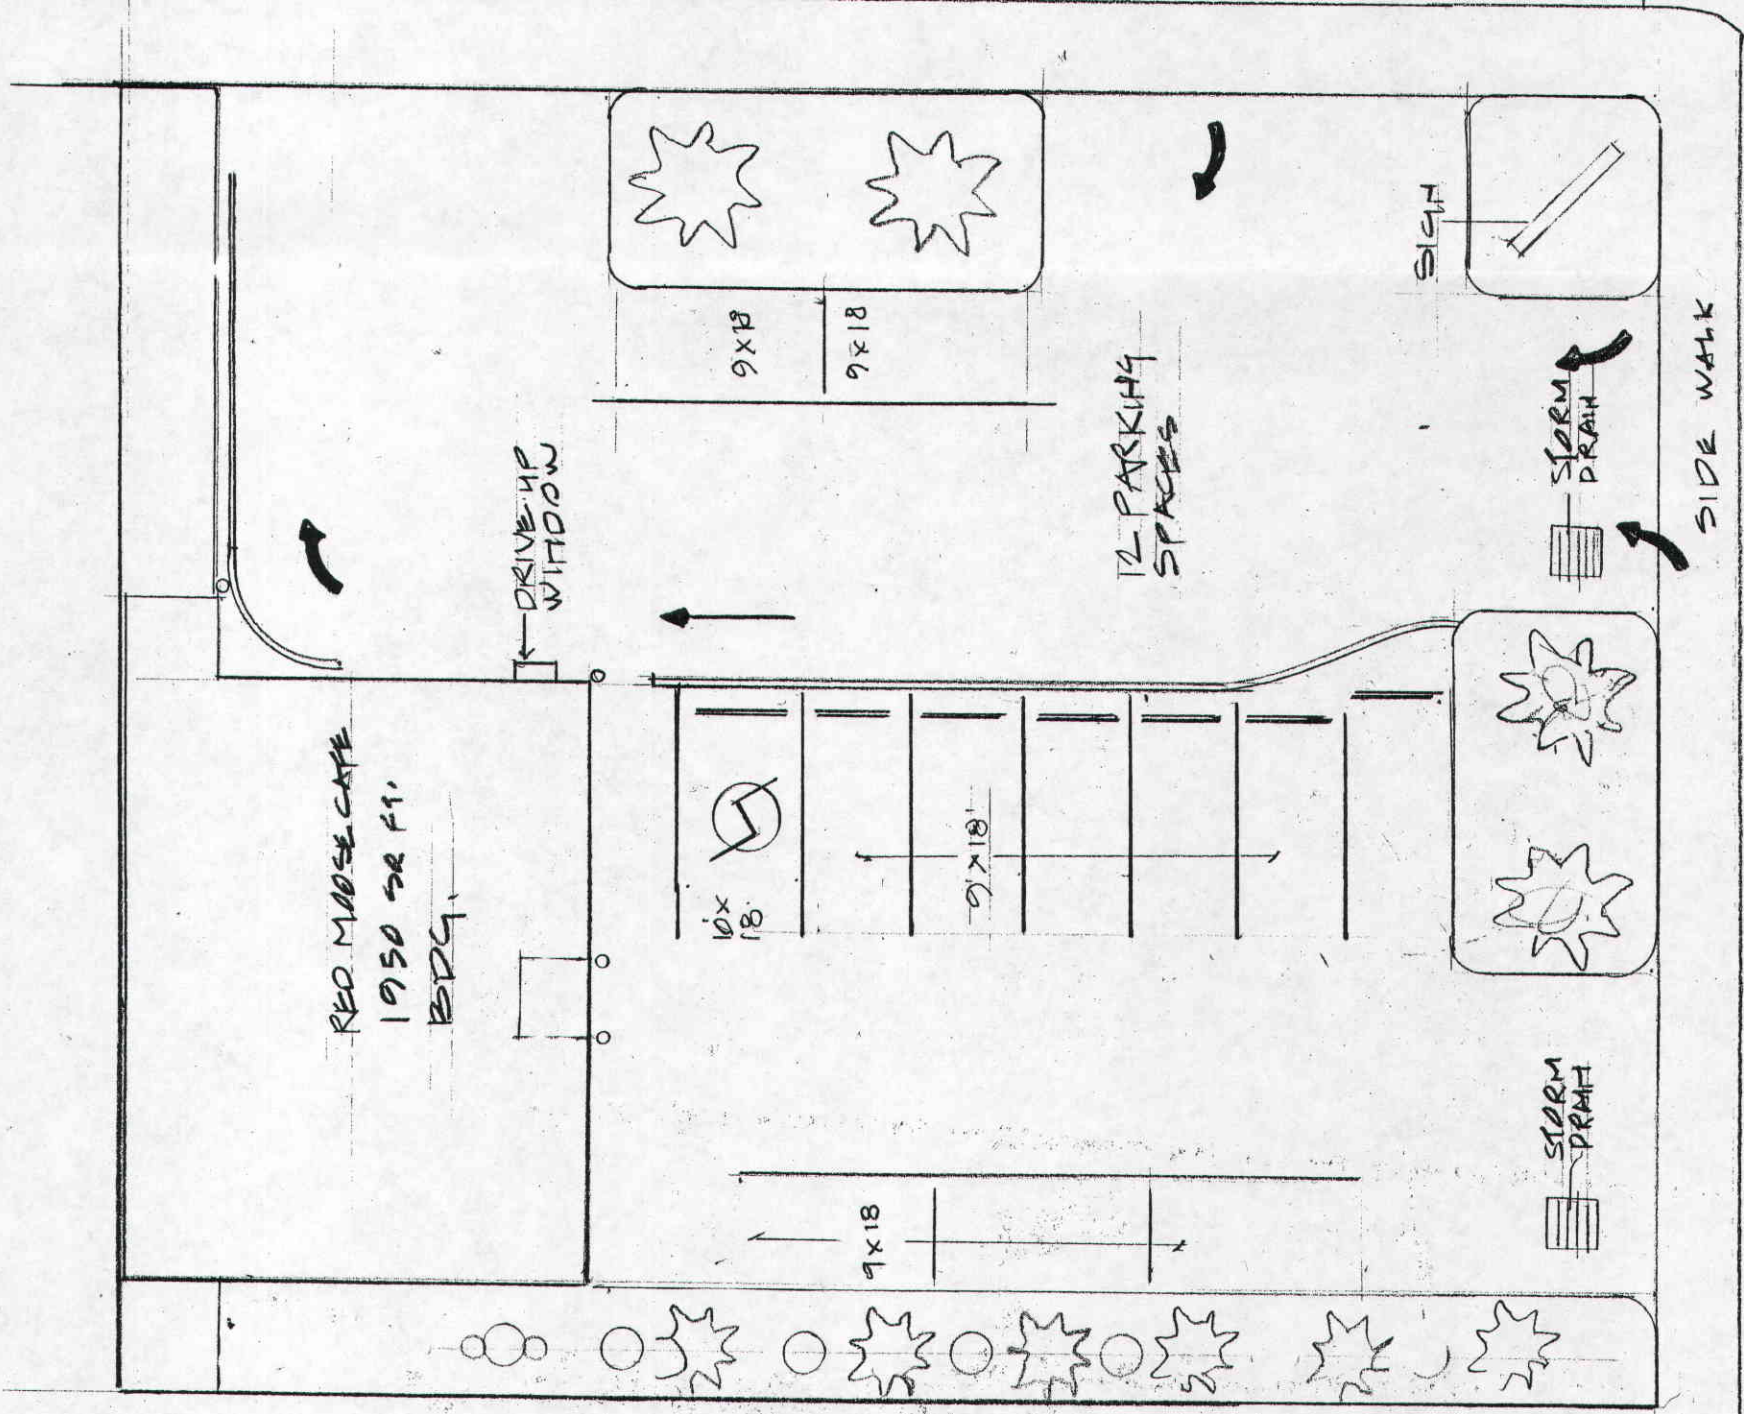 RED MOOSE CAFE
1950 SQ FT.
BDG.
DRIVE-UP
WINDOW
9x18
9x18
12 PARKING
SPACES
SIGN
STORM
DRAIN
SIDE WALK
10'x
18'
9'x18'
9x18
STORM
DRAIN